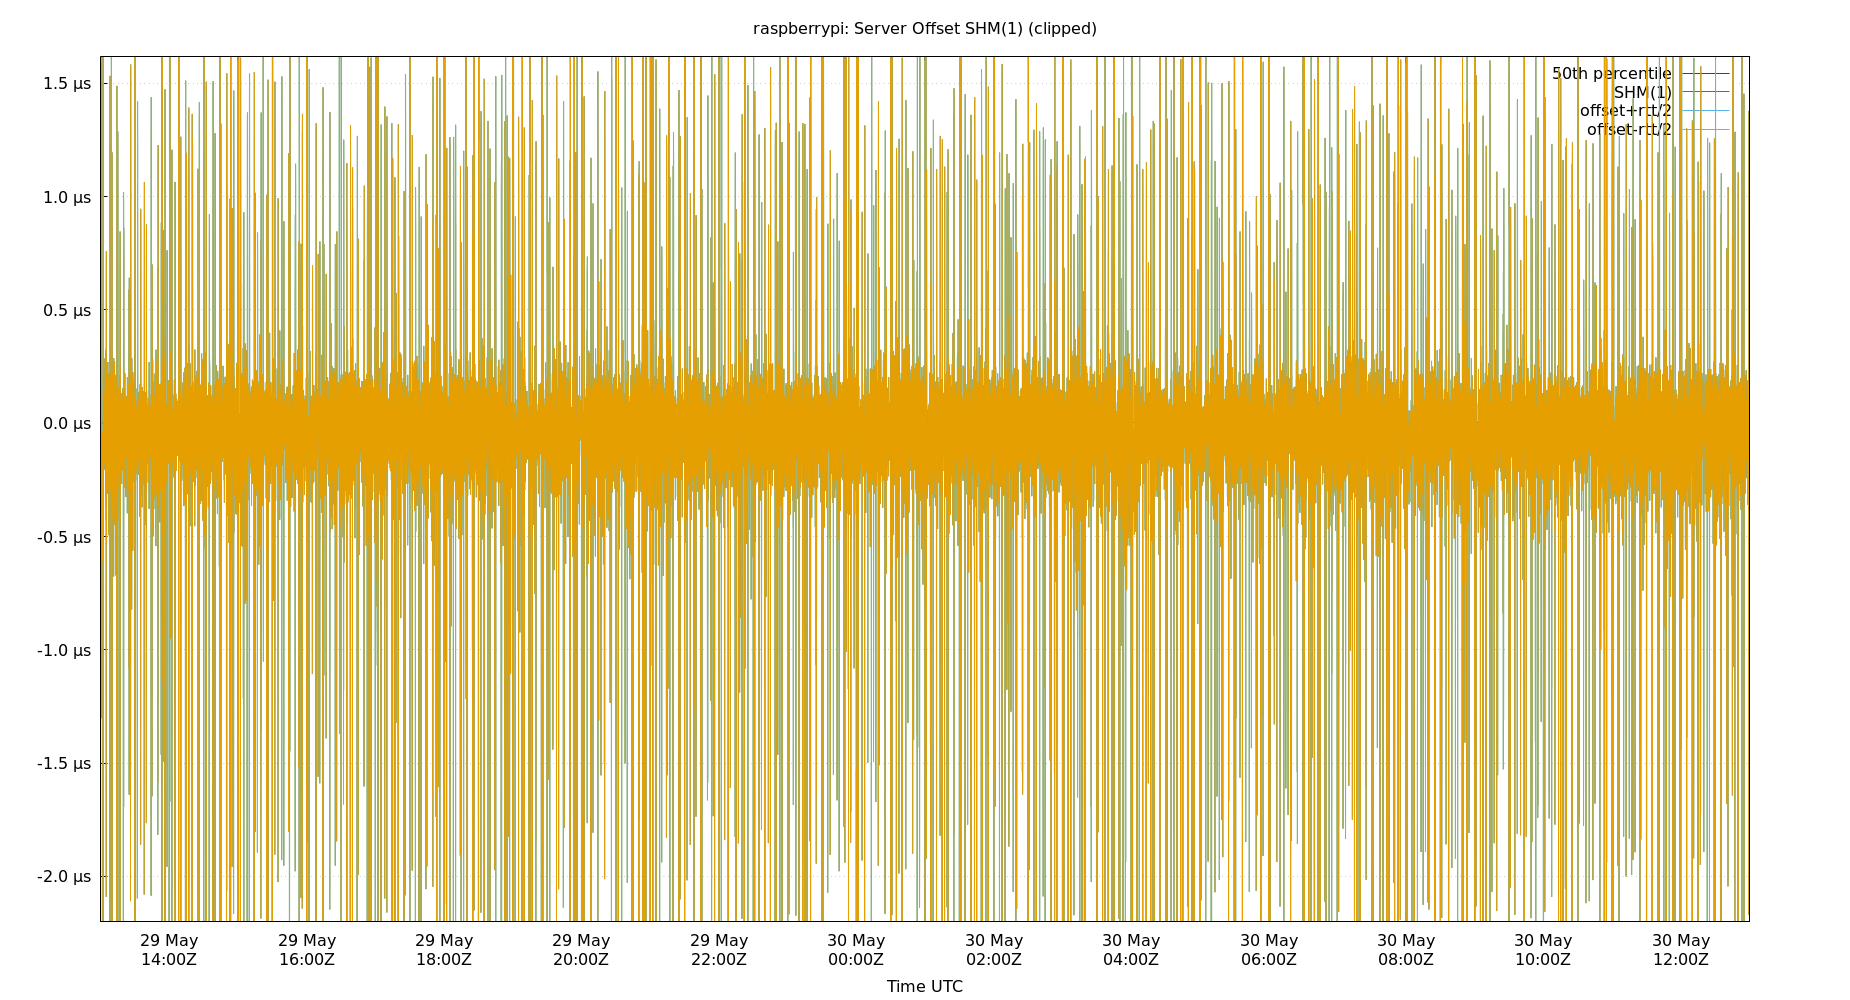 raspberrypi: Server Offset SHM(1) (clipped)
1.5 µs
1.0 µs
0.5 µs
0.0 µs
-0.5 µs
-1.0 µs
-1.5 µs
-2.0 µs
50th percentile
SHM(1)
offset+rtt/2
offset-rtt/2
29 May 29 May 29 May 29 May 29 May 30 May 30 May 30 May 30 May 30 May 30 May 30 May
14:00Z 16:00Z 18:00Z 20:00Z 22:00Z 00:00Z 02:00Z 04:00Z 06:00Z 08:00Z 10:00Z 12:00Z
Time UTC